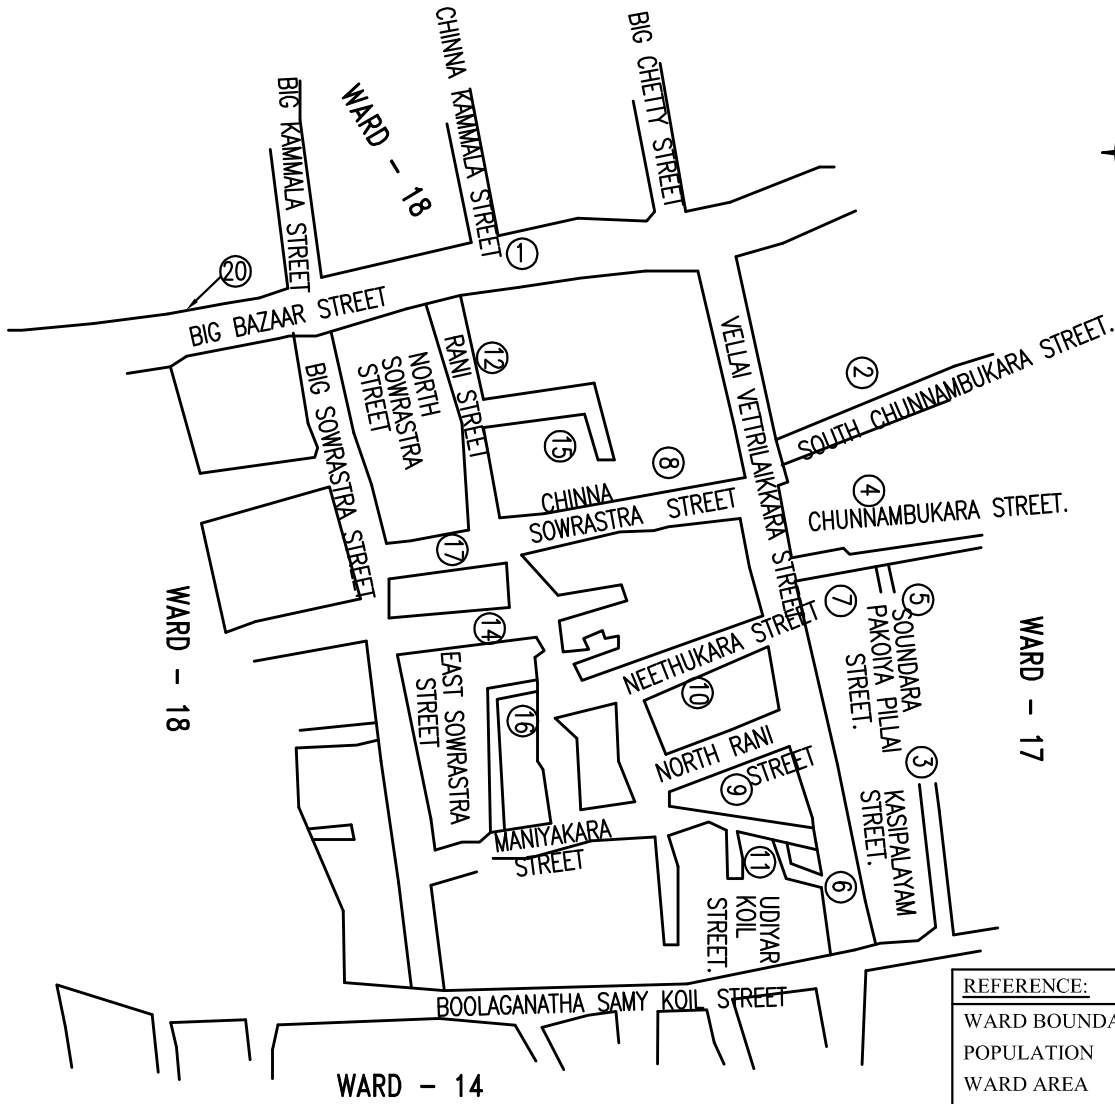 CHINNA KAMMALA STREET
BIG CHETTY STREET
BIG KAMMALA STREET
WARD - 18
1
20
BIG BAZAAR STREET
VELLAI VETTRILAIKKARA STREET
SOUTH CHUNNAMBUKARA STREET.
2
12
RANI STREET
NORTH
SOWRASTRA
STREET
BIG SOWRASTRA STREET
15
8
CHINNA
SOWRASTRA STREET
4
CHUNNAMBUKARA STREET.
17
7
5
SOUNDARA
PAKOIYA PILLAI
STREET.
WARD - 18
WARD - 17
14
NEETHUKARA STREET
EAST SOWRASTRA
STREET
16
10
NORTH RANI
STREET
3
9
KASIPALAYAM
STREET.
MANIYAKARA
STREET
11
6
UDIYAR
KOIL
STREET.
BOOLAGANATHA SAMY KOIL STREET
WARD - 14
REFERENCE:
WARD BOUNDA
POPULATION
WARD AREA